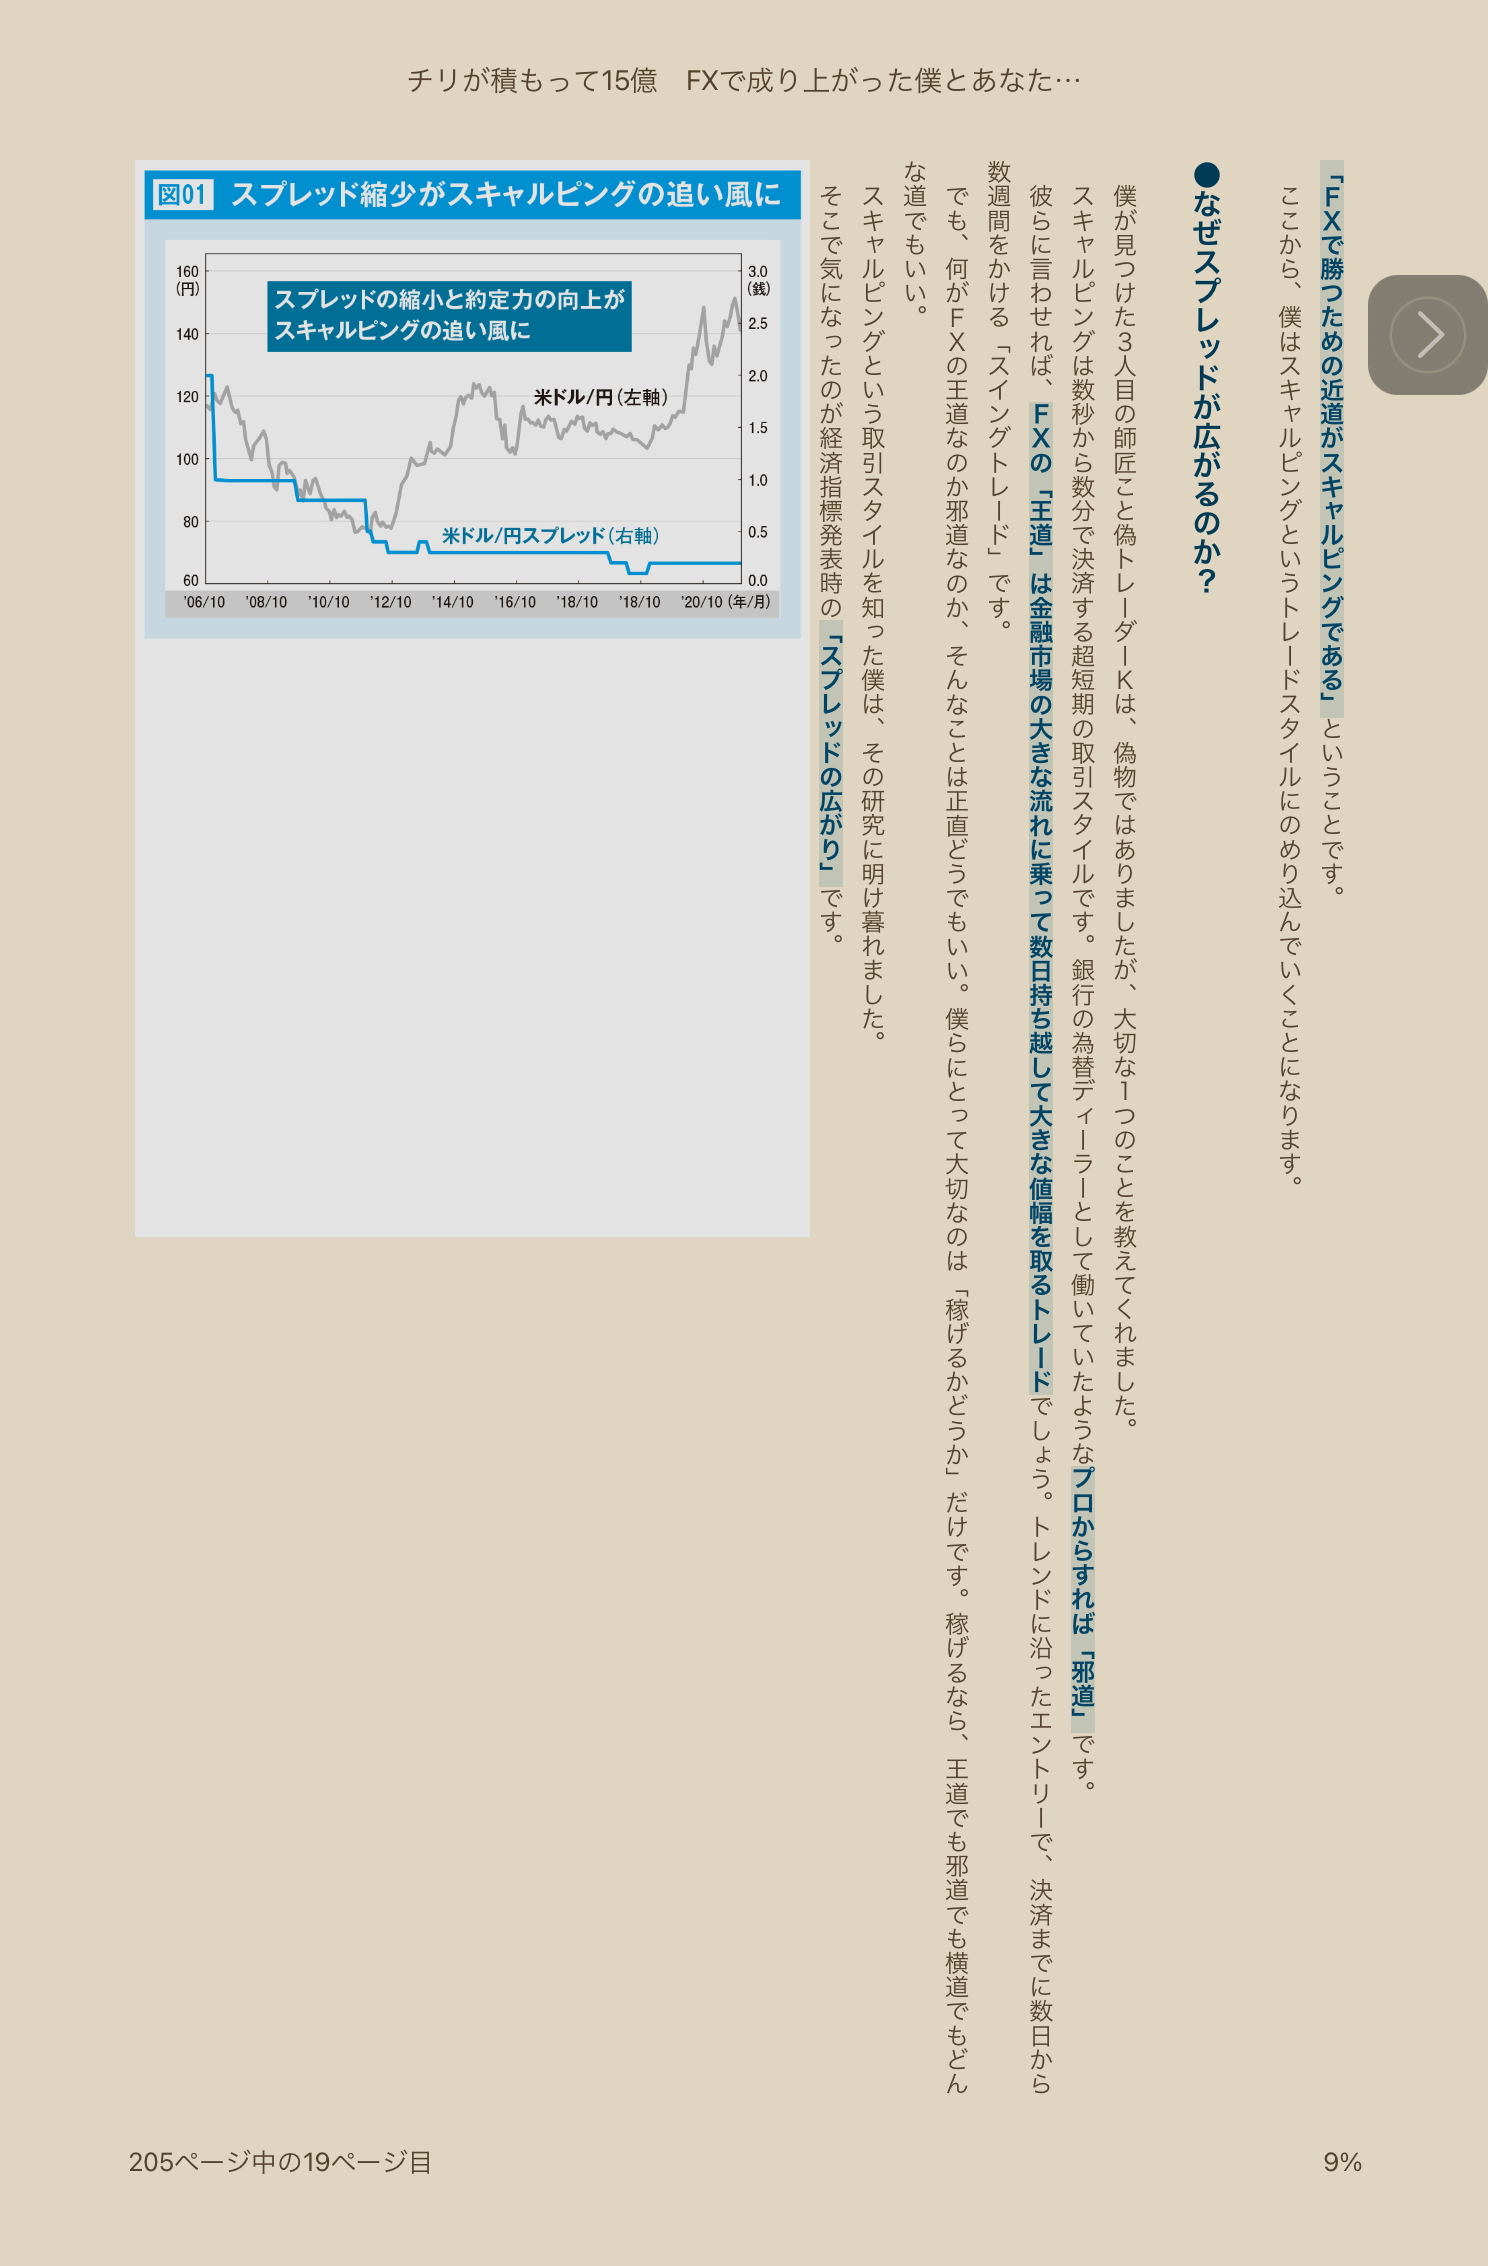 チリが積もって15億　FXで成り上がった僕とあなた…
「ＦＸで勝つための近道がスキャルピングである」ということです。
ここから、僕はスキャルピングというトレードスタイルにのめり込んでいくことになります。
●なぜスプレッドが広がるのか？
僕が見つけた３人目の師匠こと偽トレーダーＫは、偽物ではありましたが、大切な１つのことを教えてくれました。
スキャルピングは数秒から数分で決済する超短期の取引スタイルです。銀行の為替ディーラーとして働いていたようなプロからすれば「邪道」です。
彼らに言わせれば、ＦＸの「王道」は金融市場の大きな流れに乗って数日持ち越して大きな値幅を取るトレードでしょう。トレンドに沿ったエントリーで、決済までに数日から
数週間をかける「スイングトレード」です。
でも、何がＦＸの王道なのか邪道なのか、そんなことは正直どうでもいい。僕らにとって大切なのは「稼げるかどうか」だけです。稼げるなら、王道でも邪道でも横道でもどん
な道でもいい。
スキャルピングという取引スタイルを知った僕は、その研究に明け暮れました。
そこで気になったのが経済指標発表時の「スプレッドの広がり」です。
図01 スプレッド縮少がスキャルピングの追い風に
スプレッドの縮小と約定力の向上が
スキャルピングの追い風に
160
(円)
140
120
100
80
60
3.0
(銭)
2.5
2.0
1.5
1.0
0.5
0.0
米ドル/円（左軸）
米ドル/円スプレッド（右軸）
'06/10 '08/10 '10/10 '12/10 '14/10 '16/10 '18/10 '18/10 '20/10（年/月）
205ページ中の19ページ目
9%